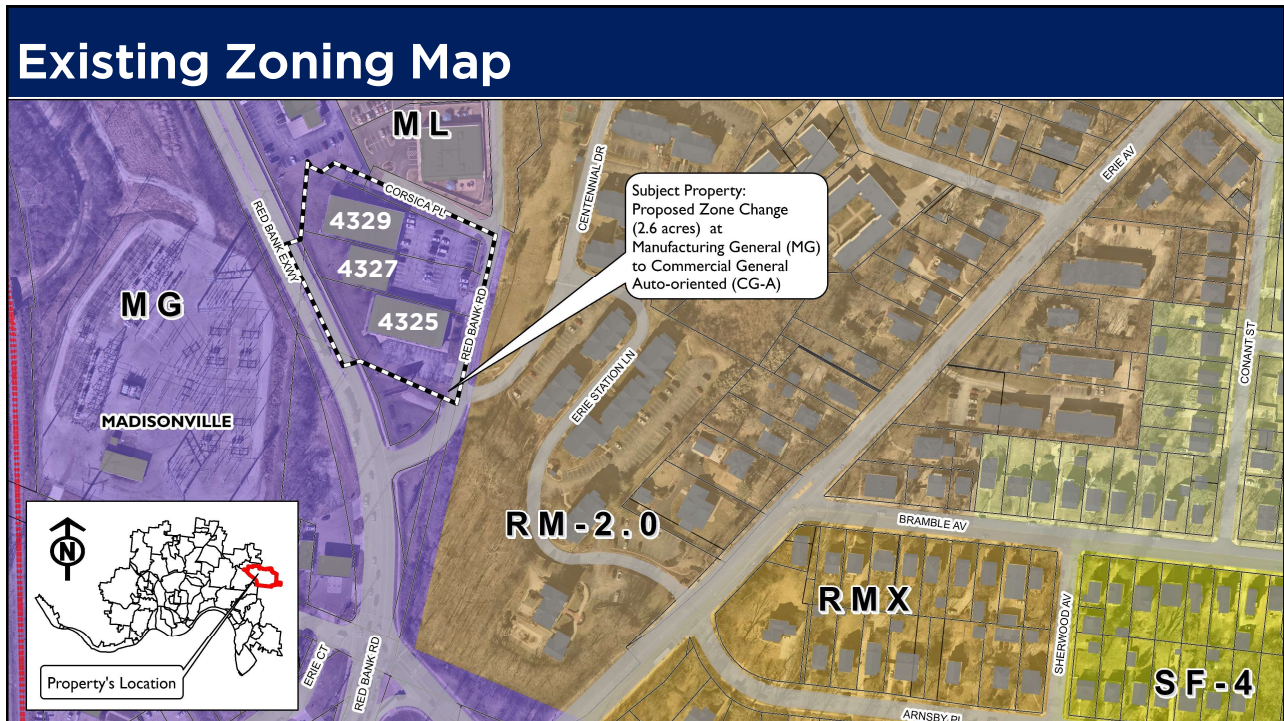 Existing Zoning Map
ML
CORSICA PL
CENTENNIAL DR
ERIE AV
Subject Property:
Proposed Zone Change
(2.6 acres) at
Manufacturing General (MG)
to Commercial General
Auto-oriented (CG-A)
4329
4327
4325
RED BANK EXWY
RED BANK RD
MG
MADISONVILLE
ERIE STATION LN
CONANT ST
RM-2.0
BRAMBLE AV
RMX
SHERWOOD AV
SF-4
N
Property's Location
ERIE CT
RED BANK RD
ARNSBY PL